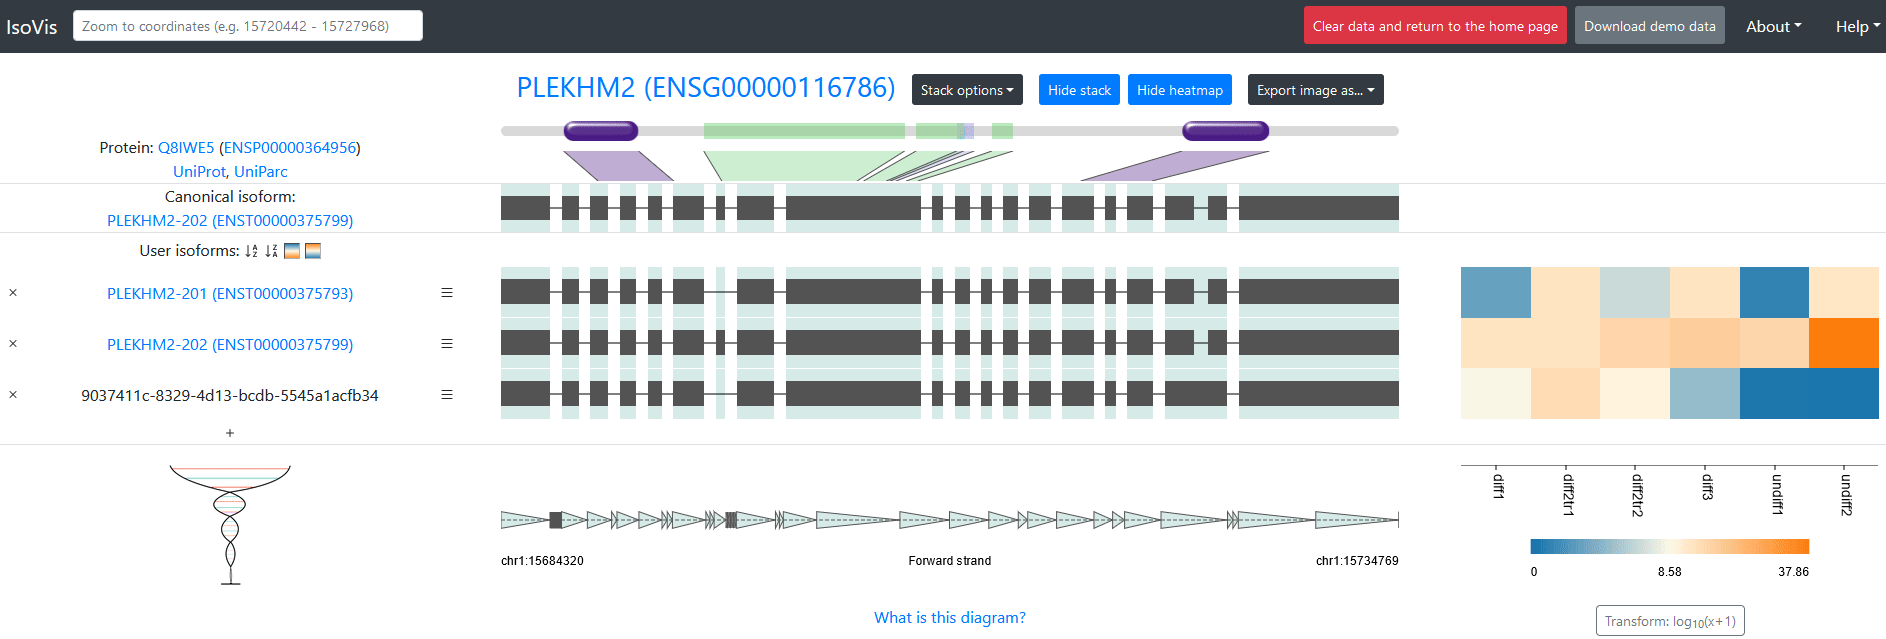 IsoVis Zoom to coordinates (e.g. 15720442 - 15727968) Clear data and return to the home page Download demo data About Help
PLEKHM2 (ENSG00000116786) Stack options Hide stack Hide heatmap Export image as...
Protein: Q8IWE5 (ENSP00000364956)
UniProt, UniParc
Canonical isoform:
PLEKHM2-202 (ENST00000375799)
User isoforms:
× PLEKHM2-201 (ENST00000375793)
× PLEKHM2-202 (ENST00000375799)
× 9037411c-8329-4d13-bcdb-5545a1acfb34
+
diff1 diff2tr1 diff2tr2 diff3 undiff1 undiff2
chr1:15684320 Forward strand chr1:15734769
0 8.58 37.86
What is this diagram?
Transform: log₁₀(x+1)